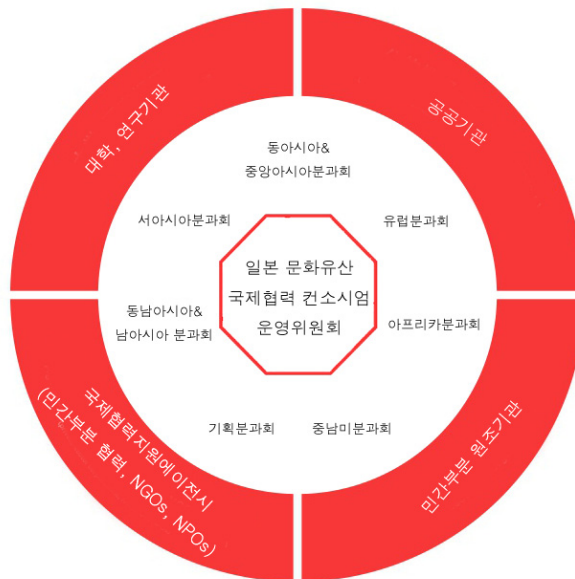 대학, 연구기관
공공기관
동아시아&
중앙아시아분과회
서아시아분과회
유럽분과회
일본 문화유산
국제협력 컨소시엄
운영위원회
동남아시아&
남아시아 분과회
아프리카분과회
기획분과회
중남미분과회
국제협력지원에이전시
(민간부분 협력, NGOs, NPOs)
민간부분 원조기관